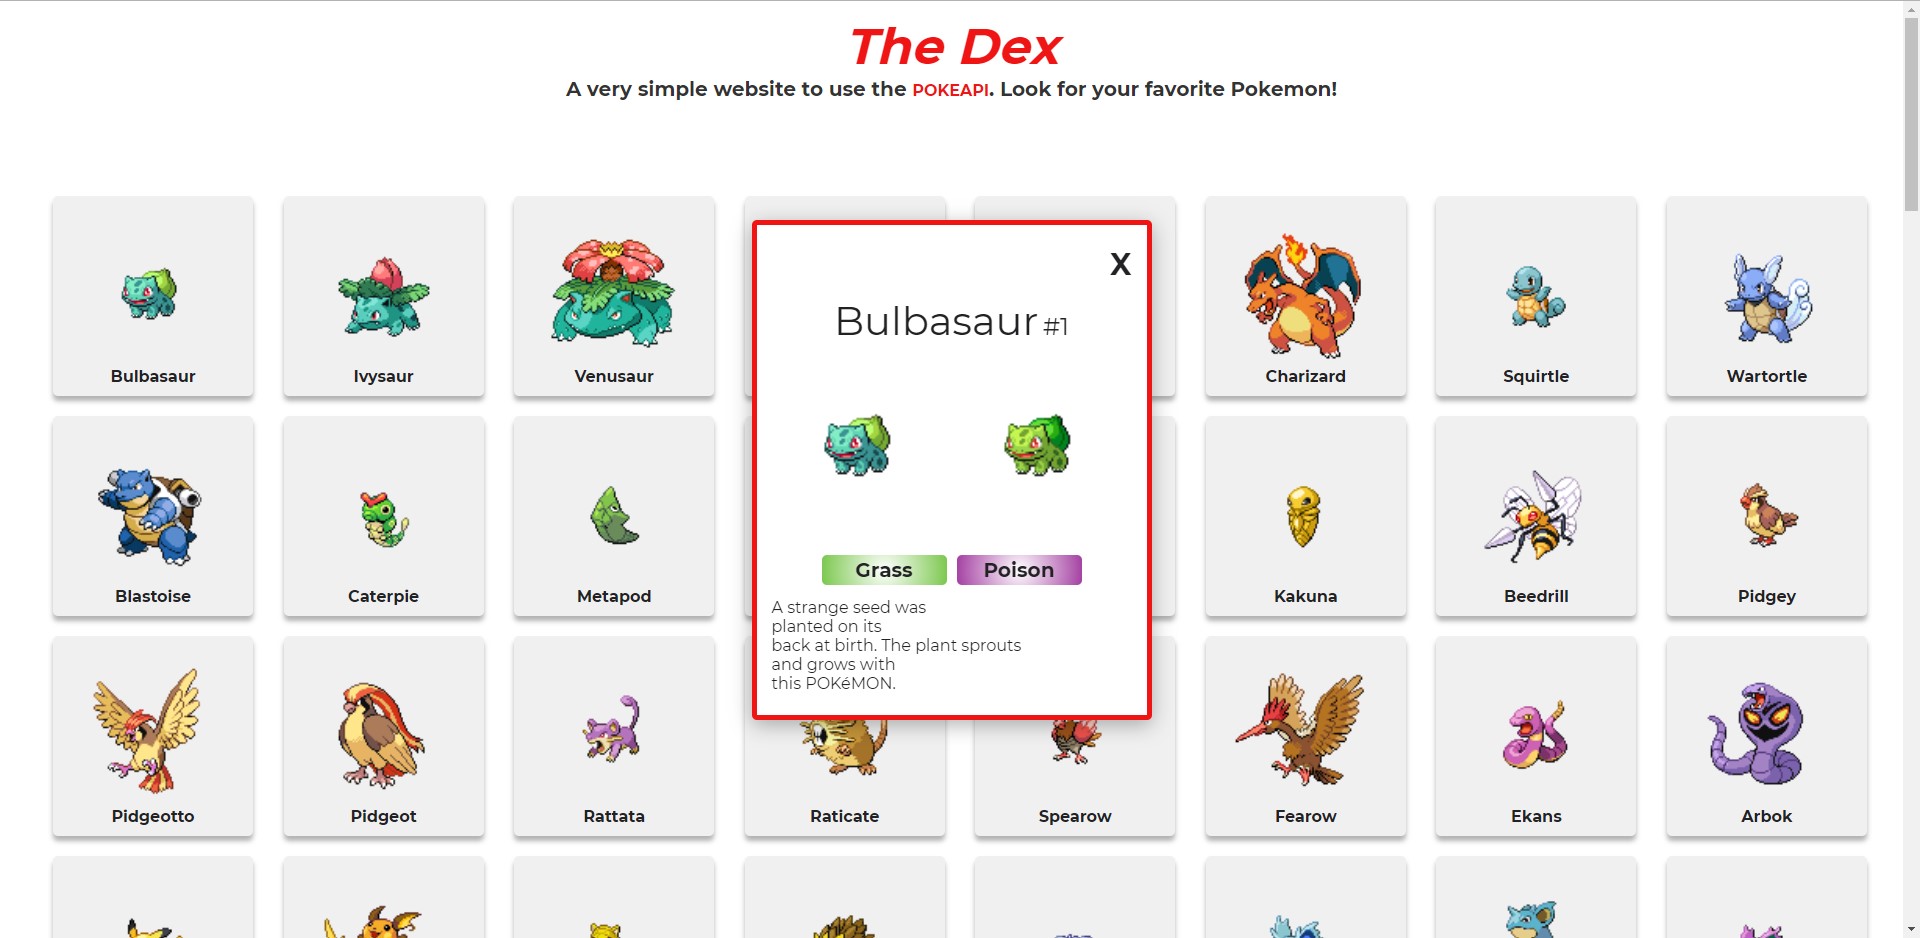 The Dex
A very simple website to use the POKEAPI. Look for your favorite Pokemon!
X
Bulbasaur #1
Grass Poison
A strange seed was
planted on its
back at birth. The plant sprouts
and grows with
this POKéMON.
Bulbasaur Ivysaur Venusaur Charizard Squirtle Wartortle
Blastoise Caterpie Metapod Kakuna Beedrill Pidgey
Pidgeotto Pidgeot Rattata Raticate Spearow Fearow Ekans Arbok